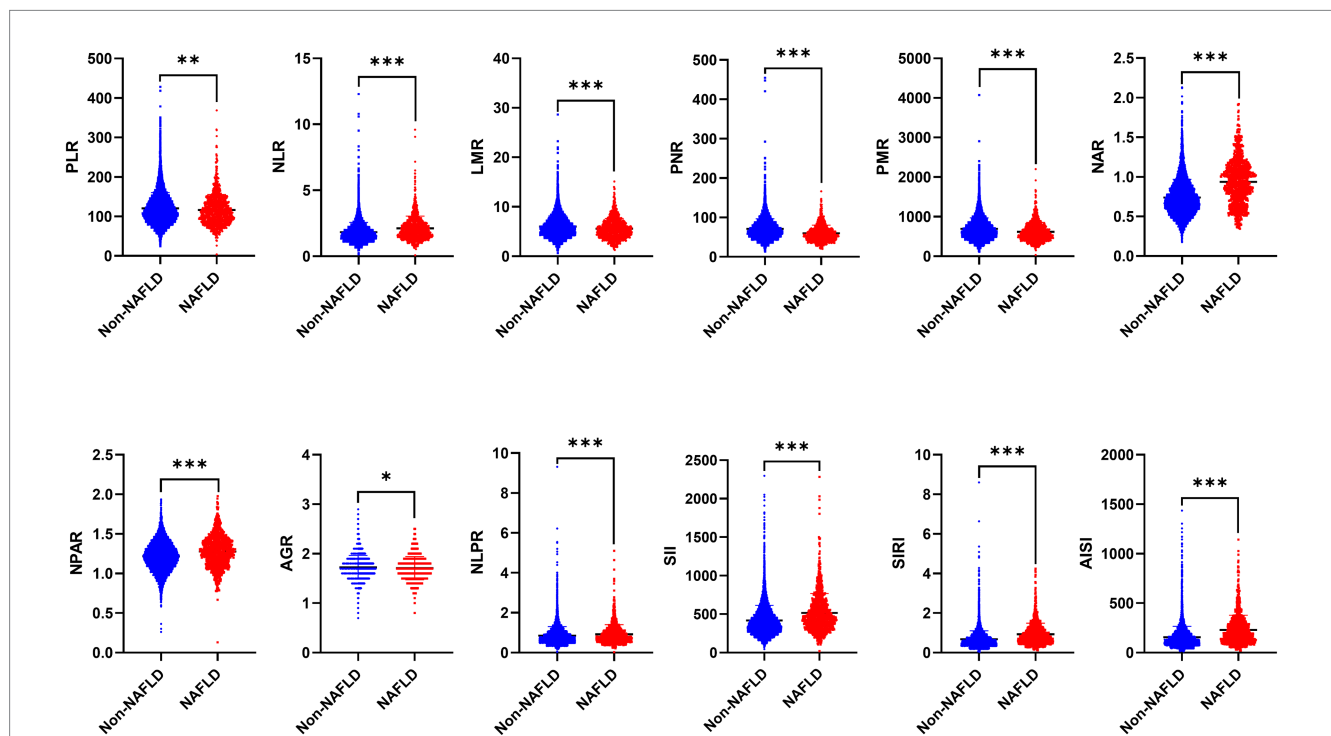 **
500
400
300
200
100
0
PLR
Non-NAFLD
NAFLD
***
15
10
5
0
NLR
Non-NAFLD
NAFLD
***
40
30
20
10
0
LMR
Non-NAFLD
NAFLD
***
500
400
300
200
100
0
PNR
Non-NAFLD
NAFLD
***
5000
4000
3000
2000
1000
0
PMR
Non-NAFLD
NAFLD
***
2.5
2.0
1.5
1.0
0.5
0.0
NAR
Non-NAFLD
NAFLD
***
2.5
2.0
1.5
1.0
0.5
0.0
NPAR
Non-NAFLD
NAFLD
*
4
3
2
1
0
AGR
Non-NAFLD
NAFLD
***
10
8
6
4
2
0
NLPR
Non-NAFLD
NAFLD
***
2500
2000
1500
1000
500
0
SII
Non-NAFLD
NAFLD
***
10
8
6
4
2
0
SIRI
Non-NAFLD
NAFLD
***
2000
1500
1000
500
0
AISI
Non-NAFLD
NAFLD